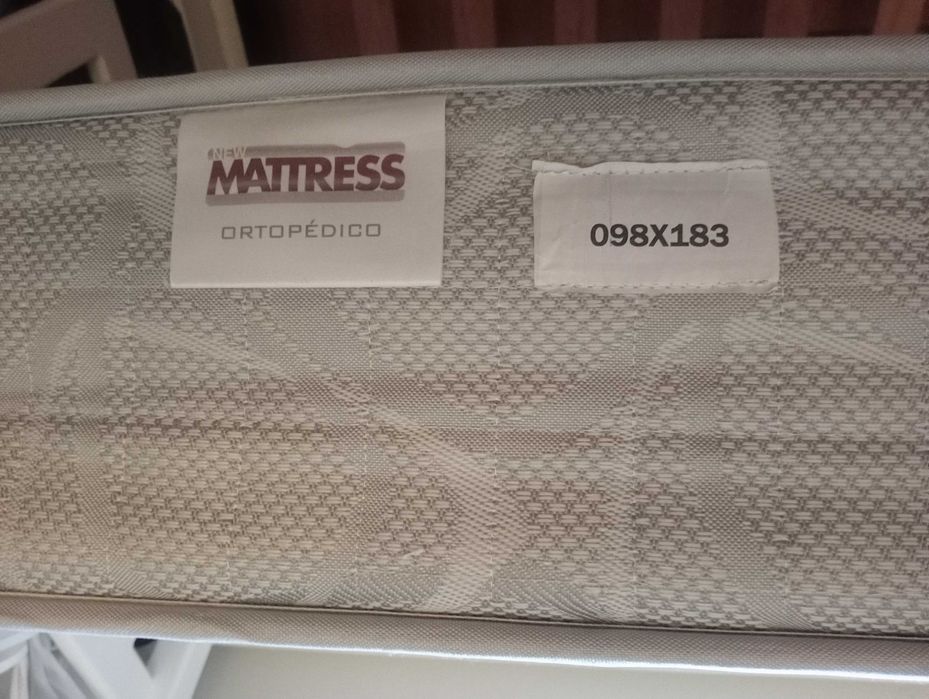 NEW
MATTRESS
ORTOPÉDICO
098X183